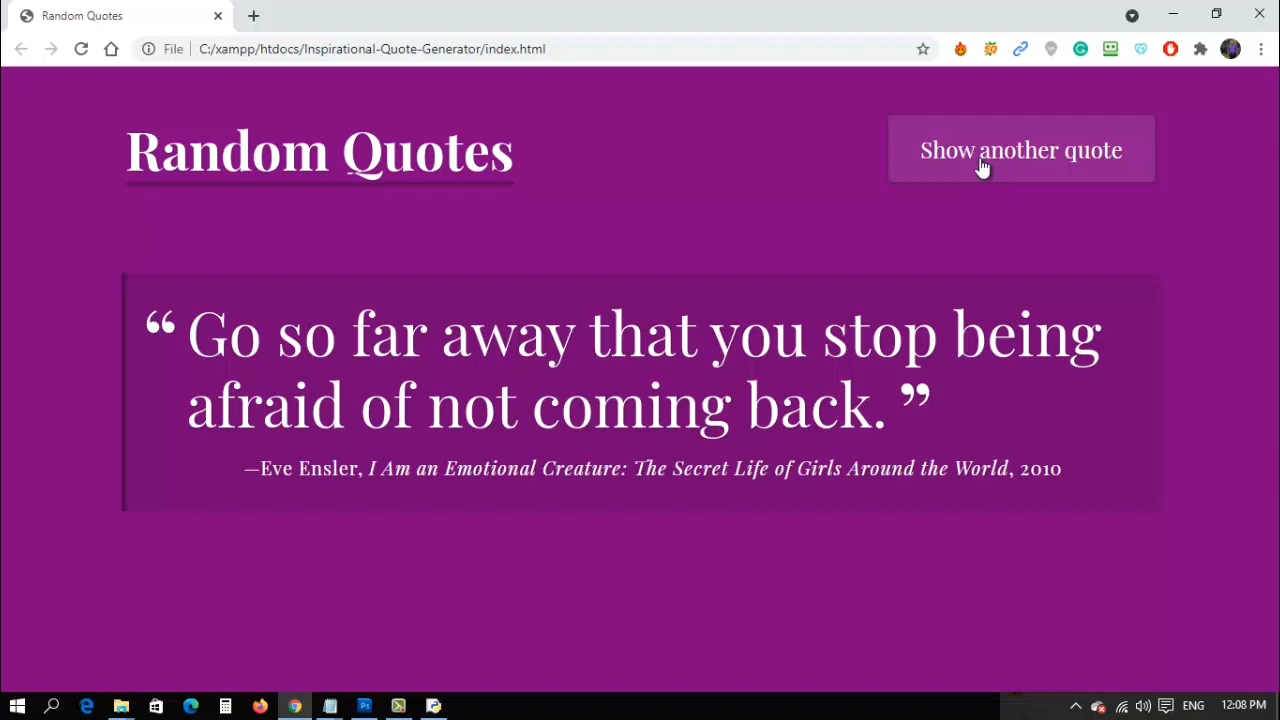 Random Quotes
File C:/xampp/htdocs/Inspirational-Quote-Generator/index.html
Random Quotes
Show another quote
“ Go so far away that you stop being
afraid of not coming back. ”
—Eve Ensler, I Am an Emotional Creature: The Secret Life of Girls Around the World, 2010
ENG
12:08 PM